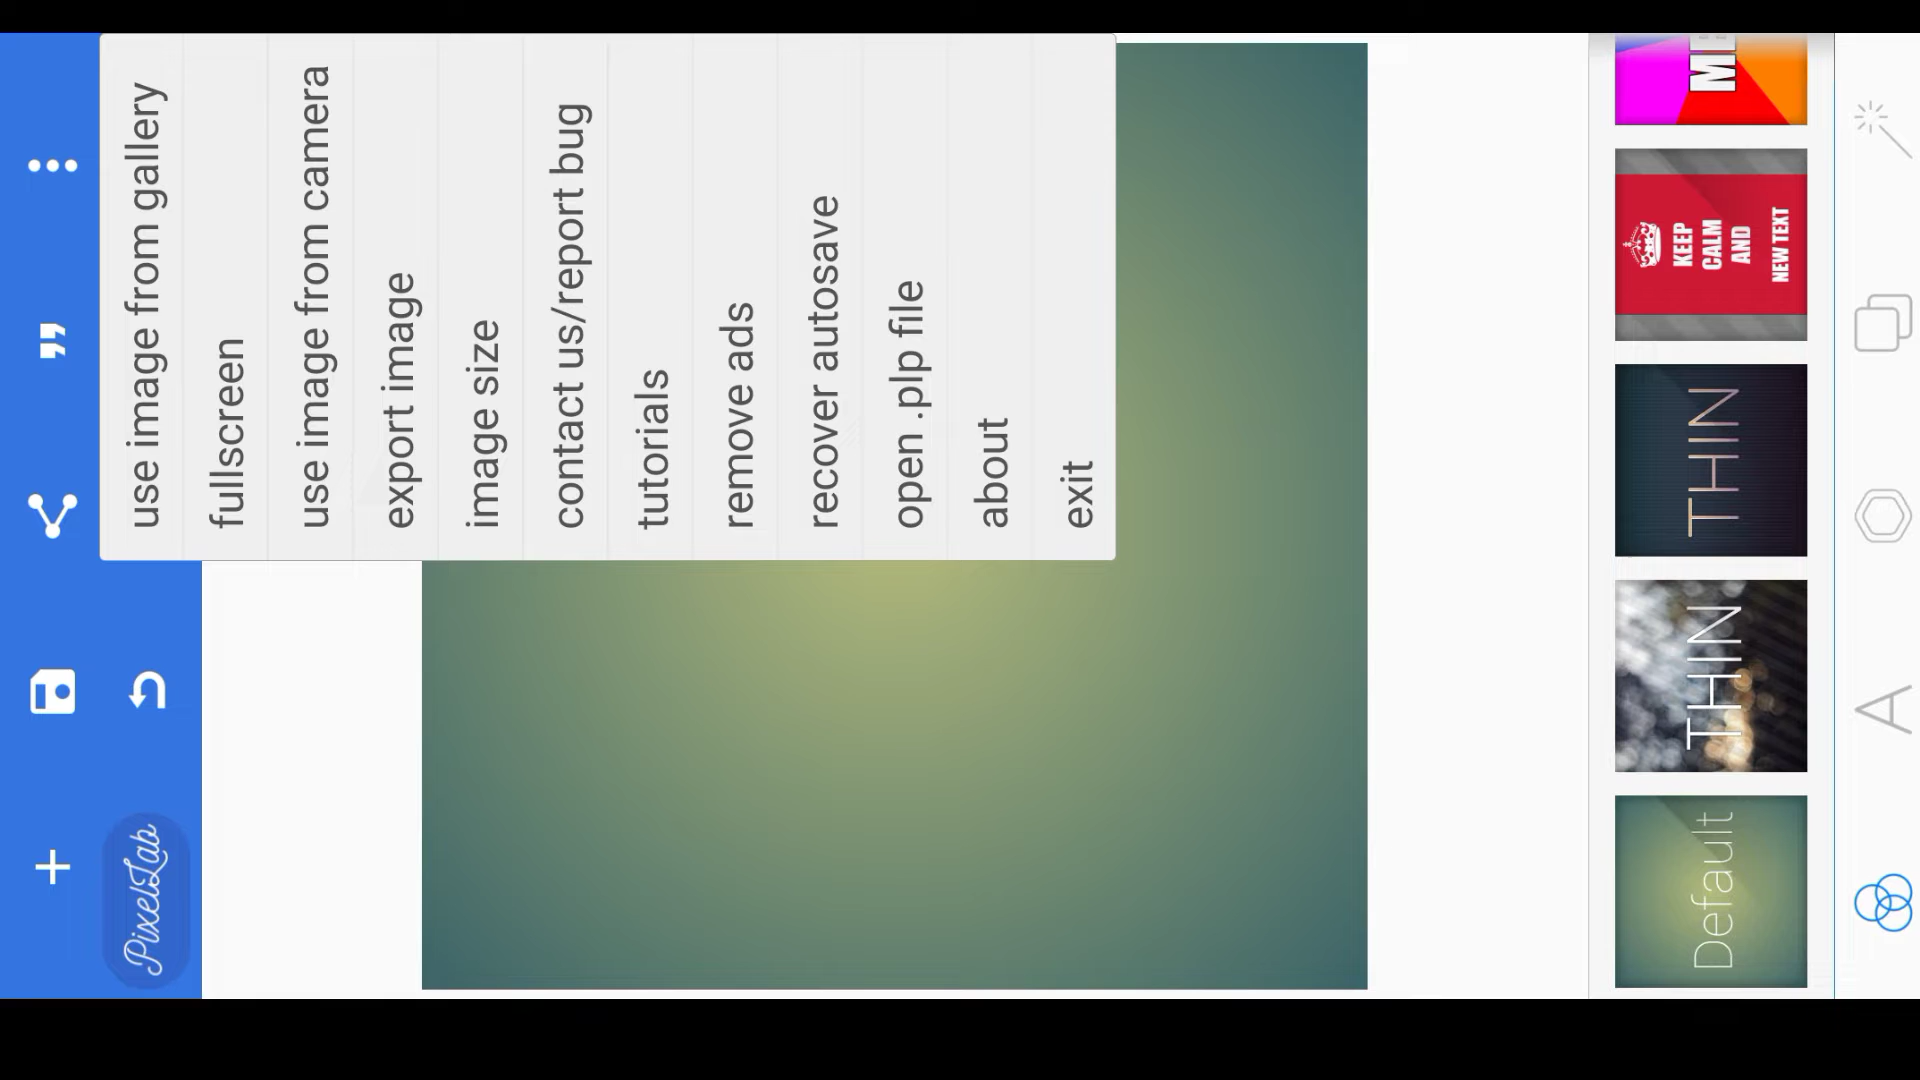 ”
PixelLab
use image from gallery
fullscreen
use image from camera
export image
image size
contact us/report bug
tutorials
remove ads
recover autosave
open .plp file
about
exit
Default
THIN
THIN
KEEP
CALM
AND
NEW TEXT
A